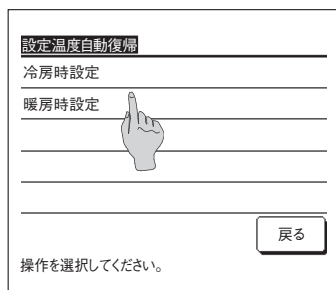 設定温度自動復帰
冷房時設定
暖房時設定
戻る
操作を選択してください。